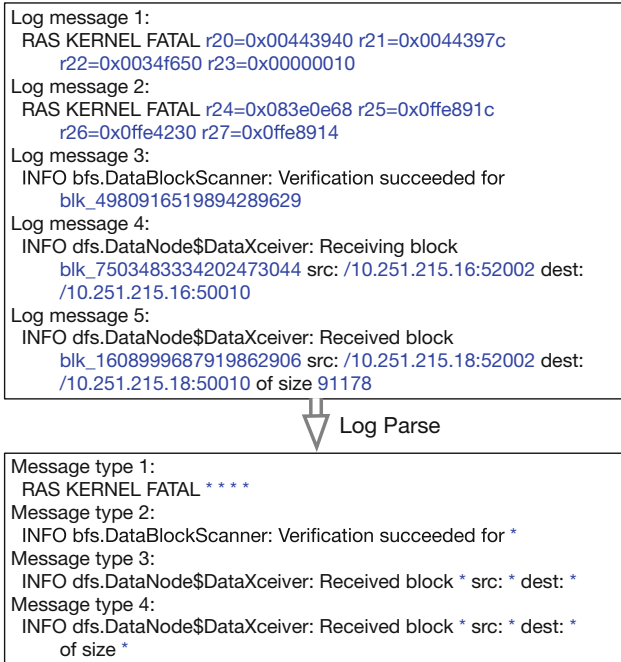 Log message 1:
RAS KERNEL FATAL r20=0x00443940 r21=0x0044397c
r22=0x0034f650 r23=0x00000010
Log message 2:
RAS KERNEL FATAL r24=0x083e0e68 r25=0x0ffe891c
r26=0x0ffe4230 r27=0x0ffe8914
Log message 3:
INFO bfs.DataBlockScanner: Verification succeeded for
blk_4980916519894289629
Log message 4:
INFO dfs.DataNode$DataXceiver: Receiving block
blk_7503483334202473044 src: /10.251.215.16:52002 dest:
/10.251.215.16:50010
Log message 5:
INFO dfs.DataNode$DataXceiver: Received block
blk_1608999687919862906 src: /10.251.215.18:52002 dest:
/10.251.215.18:50010 of size 91178
Log Parse
Message type 1:
RAS KERNEL FATAL * * * *
Message type 2:
INFO bfs.DataBlockScanner: Verification succeeded for *
Message type 3:
INFO dfs.DataNode$DataXceiver: Received block * src: * dest: *
Message type 4:
INFO dfs.DataNode$DataXceiver: Received block * src: * dest: *
of size *